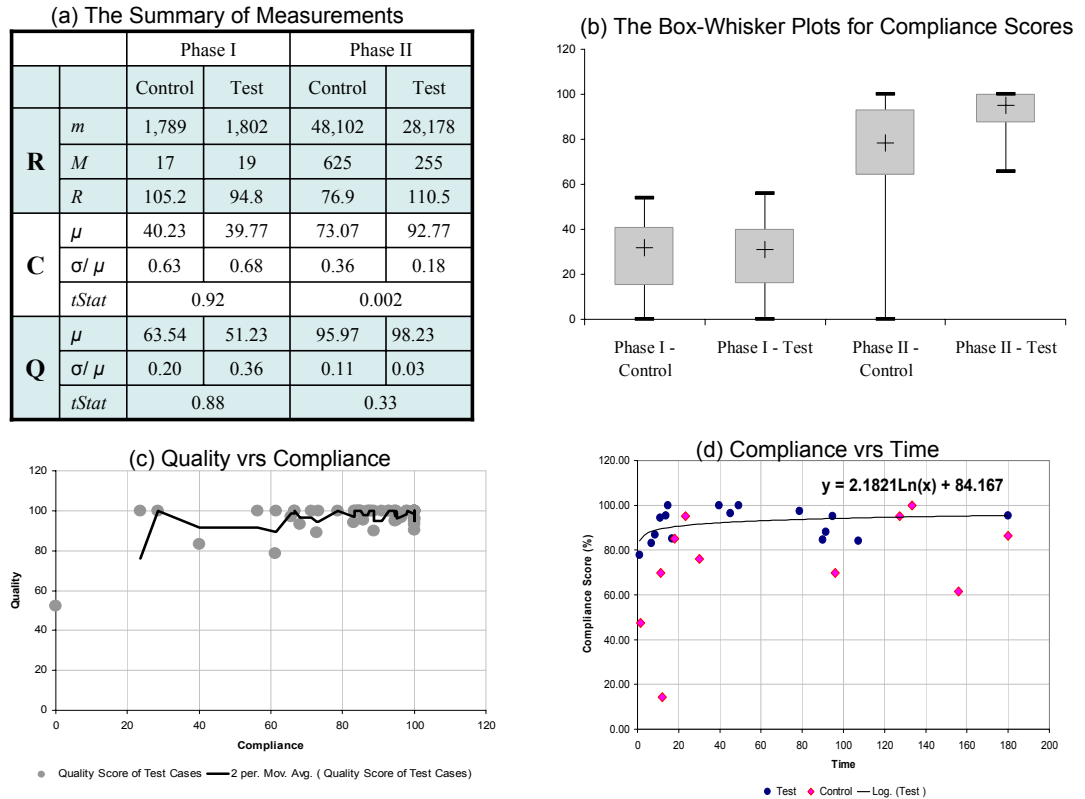 (a) The Summary of Measurements
Phase I Phase II
Control Test Control Test
R m 1,789 1,802 48,102 28,178
M 17 19 625 255
R 105.2 94.8 76.9 110.5
C μ 40.23 39.77 73.07 92.77
σ/ μ 0.63 0.68 0.36 0.18
tStat 0.92 0.002
Q μ 63.54 51.23 95.97 98.23
σ/ μ 0.20 0.36 0.11 0.03
tStat 0.88 0.33
(b) The Box-Whisker Plots for Compliance Scores
120
100
80
60
40
20
0
Phase I - Control
Phase I - Test
Phase II - Control
Phase II - Test
(c) Quality vrs Compliance
120
100
80
60
40
20
0
Quality
0 20 40 60 80 100 120
Compliance
Quality Score of Test Cases 2 per. Mov. Avg. ( Quality Score of Test Cases)
(d) Compliance vrs Time
y = 2.1821Ln(x) + 84.167
120.00
100.00
80.00
60.00
40.00
20.00
0.00
Compliance Score (%)
0 20 40 60 80 100 120 140 160 180 200
Time
Test Control Log. (Test )